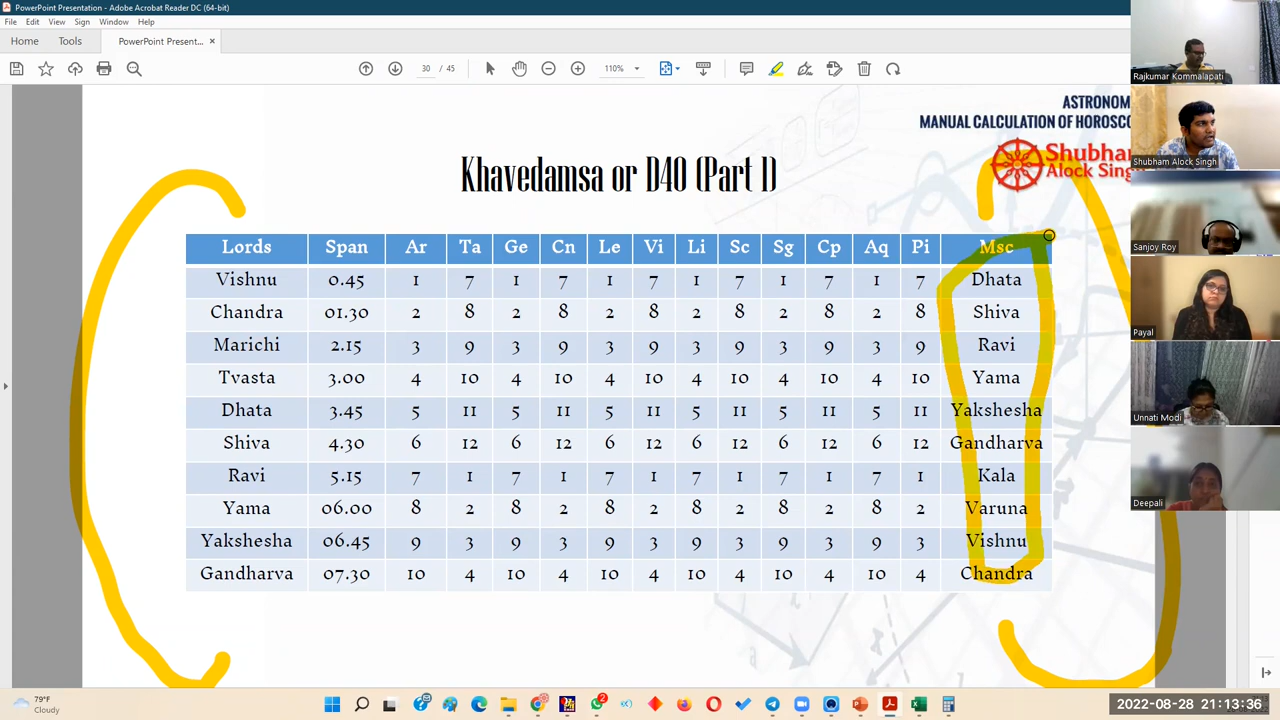 PowerPoint Presentation - Adobe Acrobat Reader DC (64-bit)
File Edit View Sign Window Help
Home Tools PowerPoint Present... ×
30 / 45 110%
ASTRONOM
MANUAL CALCULATION OF HOROSC
Shubham
Alock Sing
Khavedamsa or D40 (Part 1)
Lords Span Ar Ta Ge Cn Le Vi Li Sc Sg Cp Aq Pi Msc
Vishnu 0.45 1 7 1 7 1 7 1 7 1 7 1 7 Dhata
Chandra 01.30 2 8 2 8 2 8 2 8 2 8 2 8 Shiva
Marichi 2.15 3 9 3 9 3 9 3 9 3 9 3 9 Ravi
Tvasta 3.00 4 10 4 10 4 10 4 10 4 10 4 10 Yama
Dhata 3.45 5 11 5 11 5 11 5 11 5 11 5 11 Yakshesha
Shiva 4.30 6 12 6 12 6 12 6 12 6 12 6 12 Gandharva
Ravi 5.15 7 1 7 1 7 1 7 1 7 1 7 1 Kala
Yama 06.00 8 2 8 2 8 2 8 2 8 2 8 2 Varuna
Yakshesha 06.45 9 3 9 3 9 3 9 3 9 3 9 3 Vishnu
Gandharva 07.30 10 4 10 4 10 4 10 4 10 4 10 4 Chandra
Rajkumar Kommalapati
Shubham Alock Singh
Sanjoy Roy
Payal
Unnati Modi
Deepali
79°F
Cloudy
2
2022-08-28 21:13:36